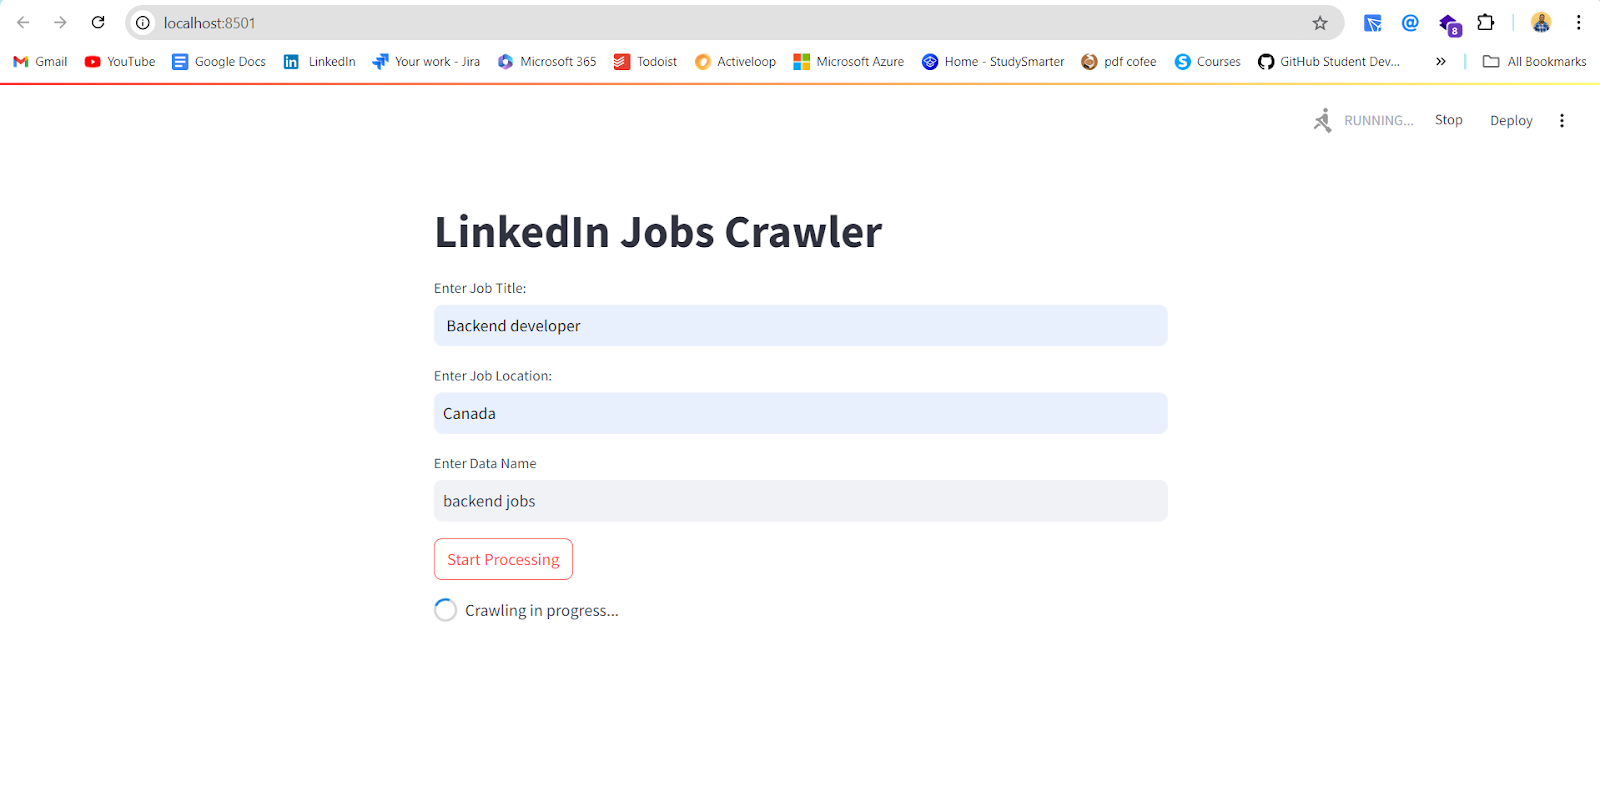 localhost:8501
8
Gmail YouTube Google Docs LinkedIn Your work - Jira Microsoft 365 Todoist Activeloop Microsoft Azure Home - StudySmarter pdf cofee Courses GitHub Student Dev... » All Bookmarks
RUNNING... Stop Deploy
LinkedIn Jobs Crawler
Enter Job Title:
Backend developer
Enter Job Location:
Canada
Enter Data Name
backend jobs
Start Processing
Crawling in progress...